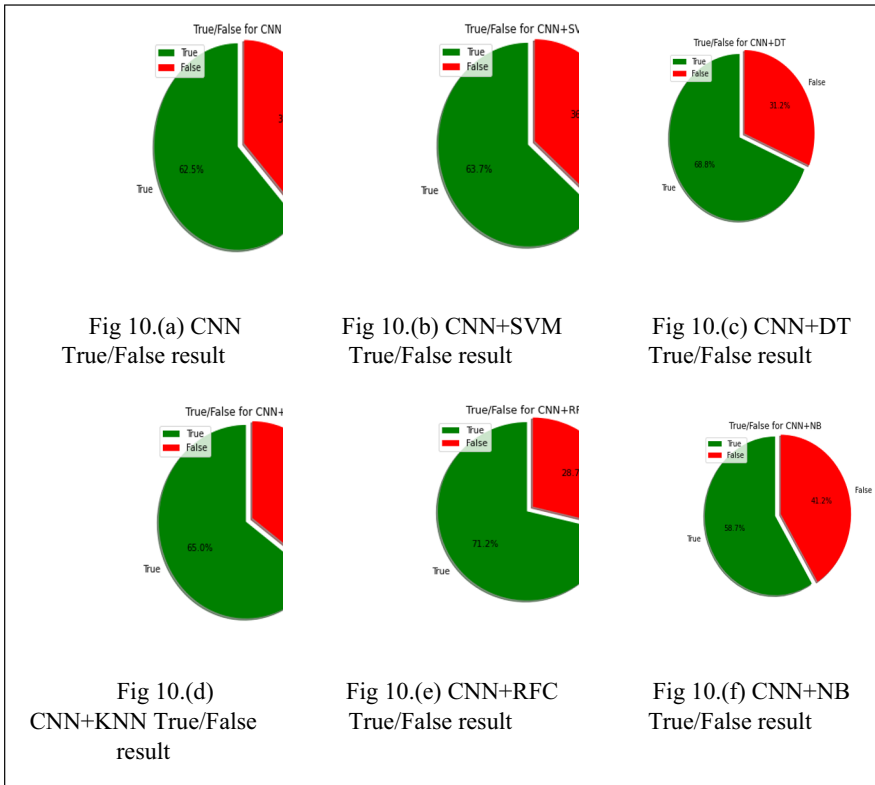 True/False for CNN
True
False
62.5%
True
Fig 10.(a) CNN
True/False result
True/False for CNN+SV
True
False
63.7%
True
Fig 10.(b) CNN+SVM
True/False result
True/False for CNN+DT
True
False
False
31.2%
68.8%
True
Fig 10.(c) CNN+DT
True/False result
True/False for CNN+
True
False
65.0%
True
Fig 10.(d)
CNN+KNN True/False
result
True/False for CNN+RF
True
False
28.7
71.2%
True
Fig 10.(e) CNN+RFC
True/False result
True/False for CNN+NB
True
False
False
41.2%
58.7%
True
Fig 10.(f) CNN+NB
True/False result